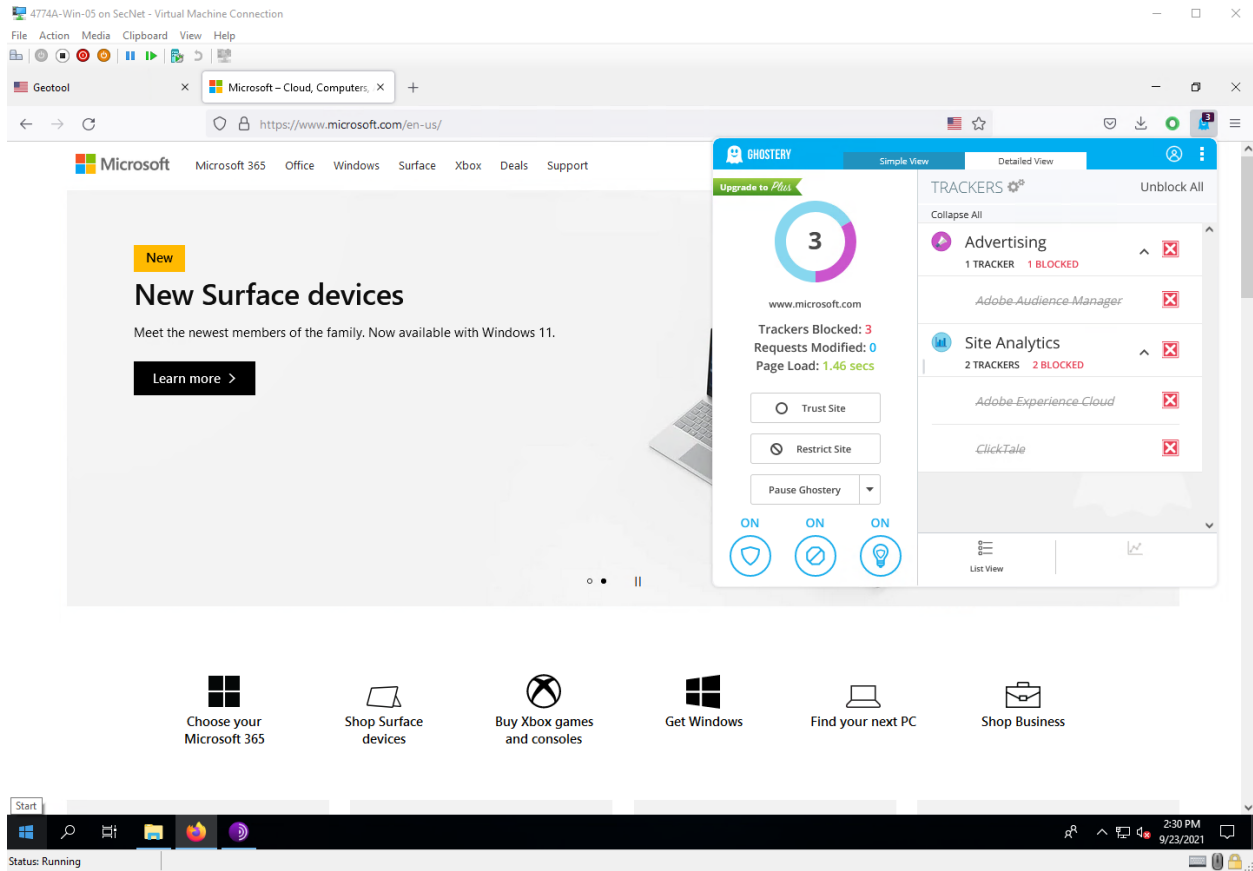 4774A-Win-05 on SecNet - Virtual Machine Connection
File Action Media Clipboard View Help
Geotool
Microsoft – Cloud, Computers,
https://www.microsoft.com/en-us/
3
Microsoft
Microsoft 365 Office Windows Surface Xbox Deals Support
New
New Surface devices
Meet the newest members of the family. Now available with Windows 11.
Learn more
GHOSTERY
Simple View
Detailed View
Upgrade to Plus
3
www.microsoft.com
Trackers Blocked: 3
Requests Modified: 0
Page Load: 1.46 secs
Trust Site
Restrict Site
Pause Ghostery
ON ON ON
TRACKERS
Unblock All
Collapse All
Advertising
1 TRACKER 1 BLOCKED
Adobe Audience Manager
Site Analytics
2 TRACKERS 2 BLOCKED
Adobe Experience Cloud
ClickTale
List View
Choose your
Microsoft 365
Shop Surface
devices
Buy Xbox games
and consoles
Get Windows
Find your next PC
Shop Business
Start
2:30 PM
9/23/2021
Status: Running